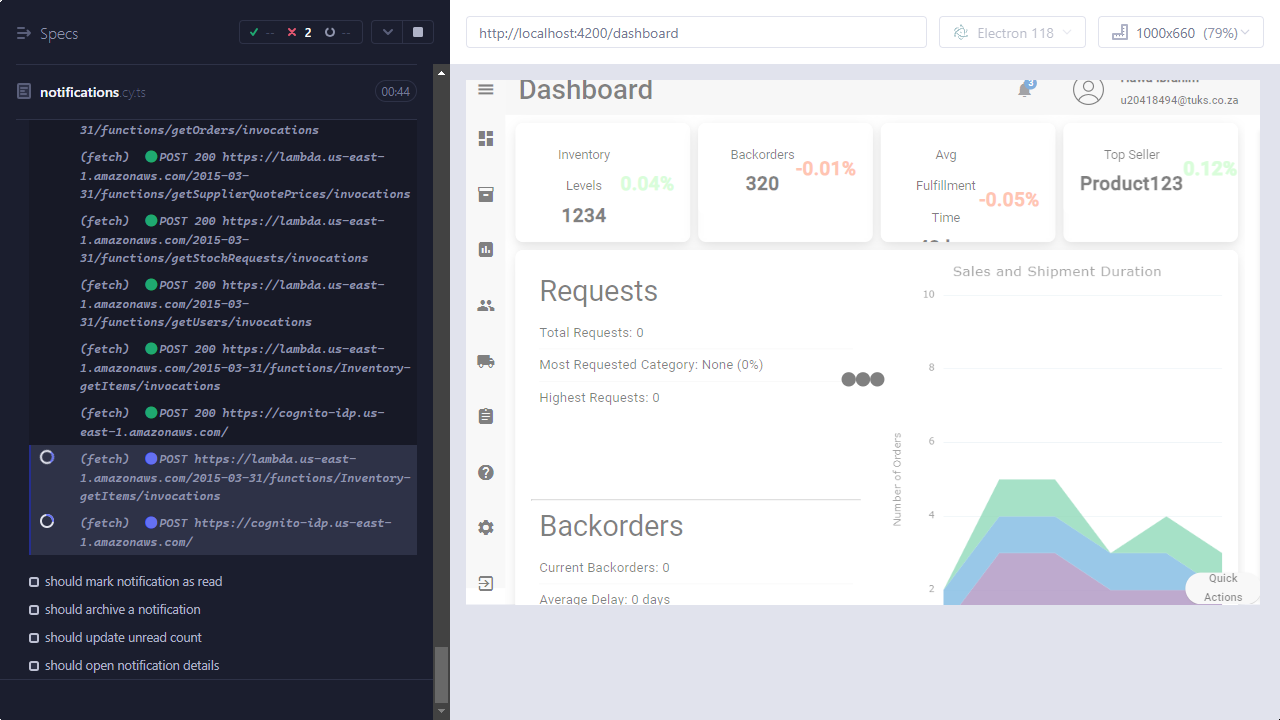 Specs
-- 2 --
notifications.cy.ts
00:44
31/functions/getOrders/invocations
(fetch) POST 200 https://lambda.us-east-
1.amazonaws.com/2015-03-
31/functions/getSupplierQuotePrices/invocations
(fetch) POST 200 https://lambda.us-east-
1.amazonaws.com/2015-03-
31/functions/getStockRequests/invocations
(fetch) POST 200 https://lambda.us-east-
1.amazonaws.com/2015-03-
31/functions/getUsers/invocations
(fetch) POST 200 https://lambda.us-east-
1.amazonaws.com/2015-03-31/functions/Inventory-
getItems/invocations
(fetch) POST 200 https://cognito-idp.us-
east-1.amazonaws.com/
(fetch) POST https://lambda.us-east-
1.amazonaws.com/2015-03-31/functions/Inventory-
getItems/invocations
(fetch) POST https://cognito-idp.us-east-
1.amazonaws.com/
should mark notification as read
should archive a notification
should update unread count
should open notification details
http://localhost:4200/dashboard
Electron 118
1000x660 (79%)
Dashboard
3
u20418494@tuks.co.za
Inventory
Levels
0.04%
1234
Backorders
-0.01%
320
Avg
Fulfillment
Time
-0.05%
Top Seller
0.12%
Product123
Requests
Total Requests: 0
Most Requested Category: None (0%)
Highest Requests: 0
Backorders
Current Backorders: 0
Average Delay: 0 days
Sales and Shipment Duration
Number of Orders
10
8
6
4
2
Quick
Actions